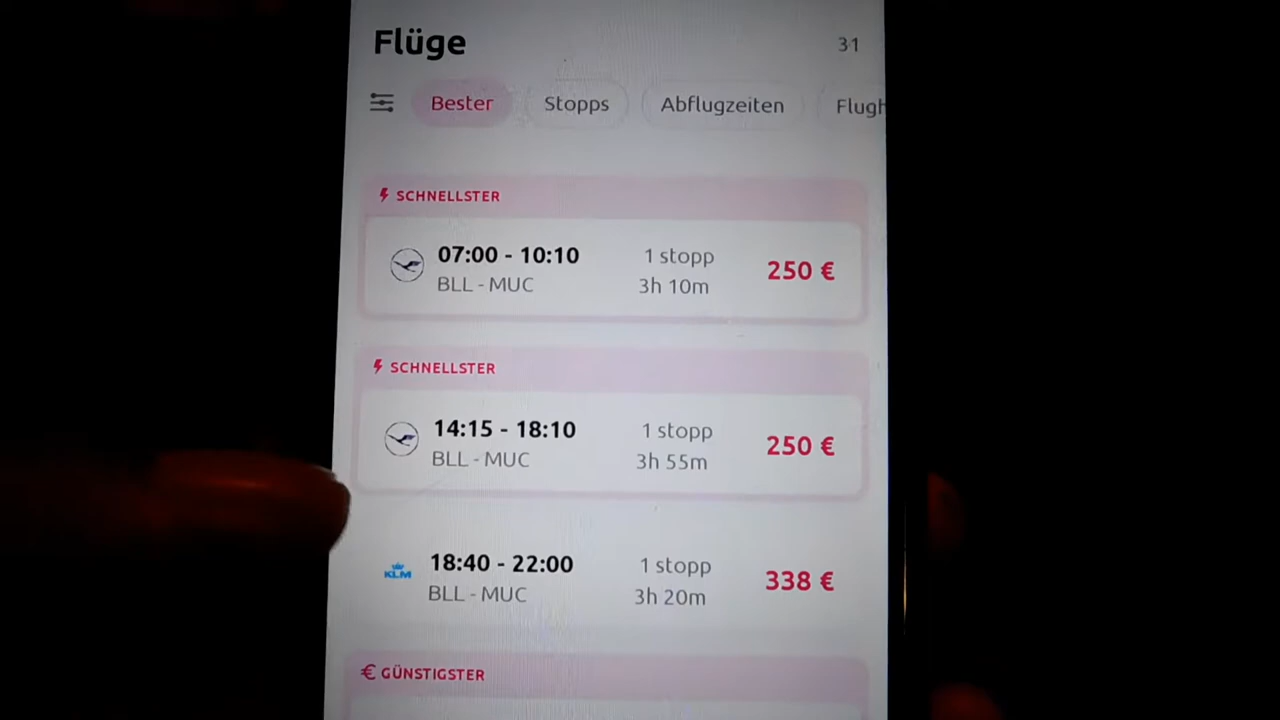 Flüge
31
Bester Stopps Abflugzeiten Flugh
SCHNELLSTER
07:00 - 10:10 1 stopp 250 €
BLL - MUC 3h 10m
SCHNELLSTER
14:15 - 18:10 1 stopp 250 €
BLL - MUC 3h 55m
KLM 18:40 - 22:00 1 stopp 338 €
BLL - MUC 3h 20m
€ GÜNSTIGSTER